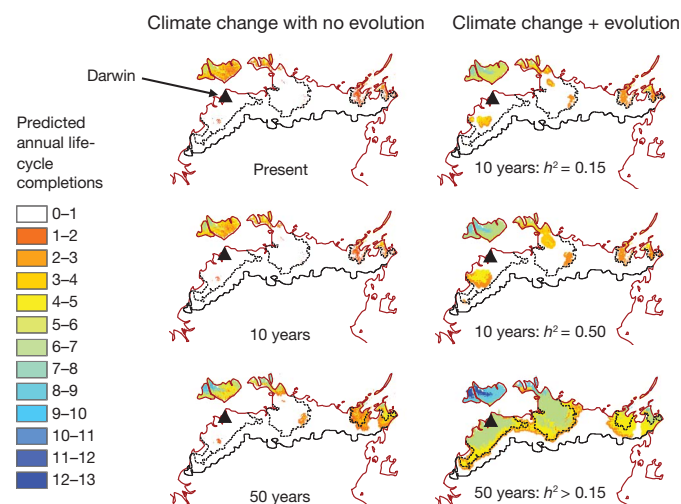 Climate change with no evolution
Climate change + evolution
Darwin
Predicted
annual life-
cycle
completions
0–1
1–2
2–3
3–4
4–5
5–6
6–7
7–8
8–9
9–10
10–11
11–12
12–13
Present
10 years: h² = 0.15
10 years
10 years: h² = 0.50
50 years
50 years: h² > 0.15